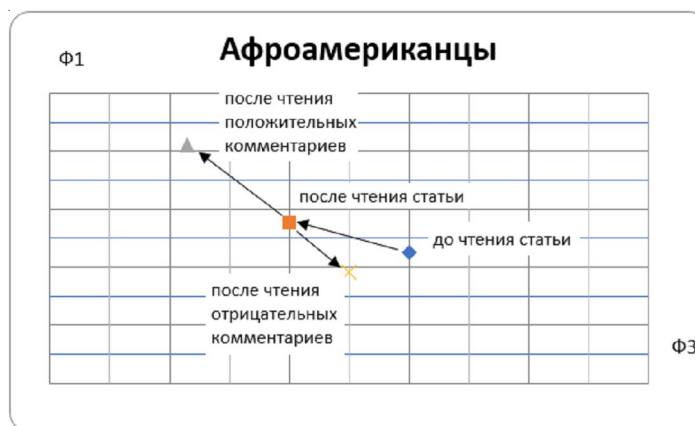 Афроамериканцы
Ф1
после чтения
положительных
комментариев
после чтения статьи
до чтения статьи
после чтения
отрицательных
комментариев
Ф3